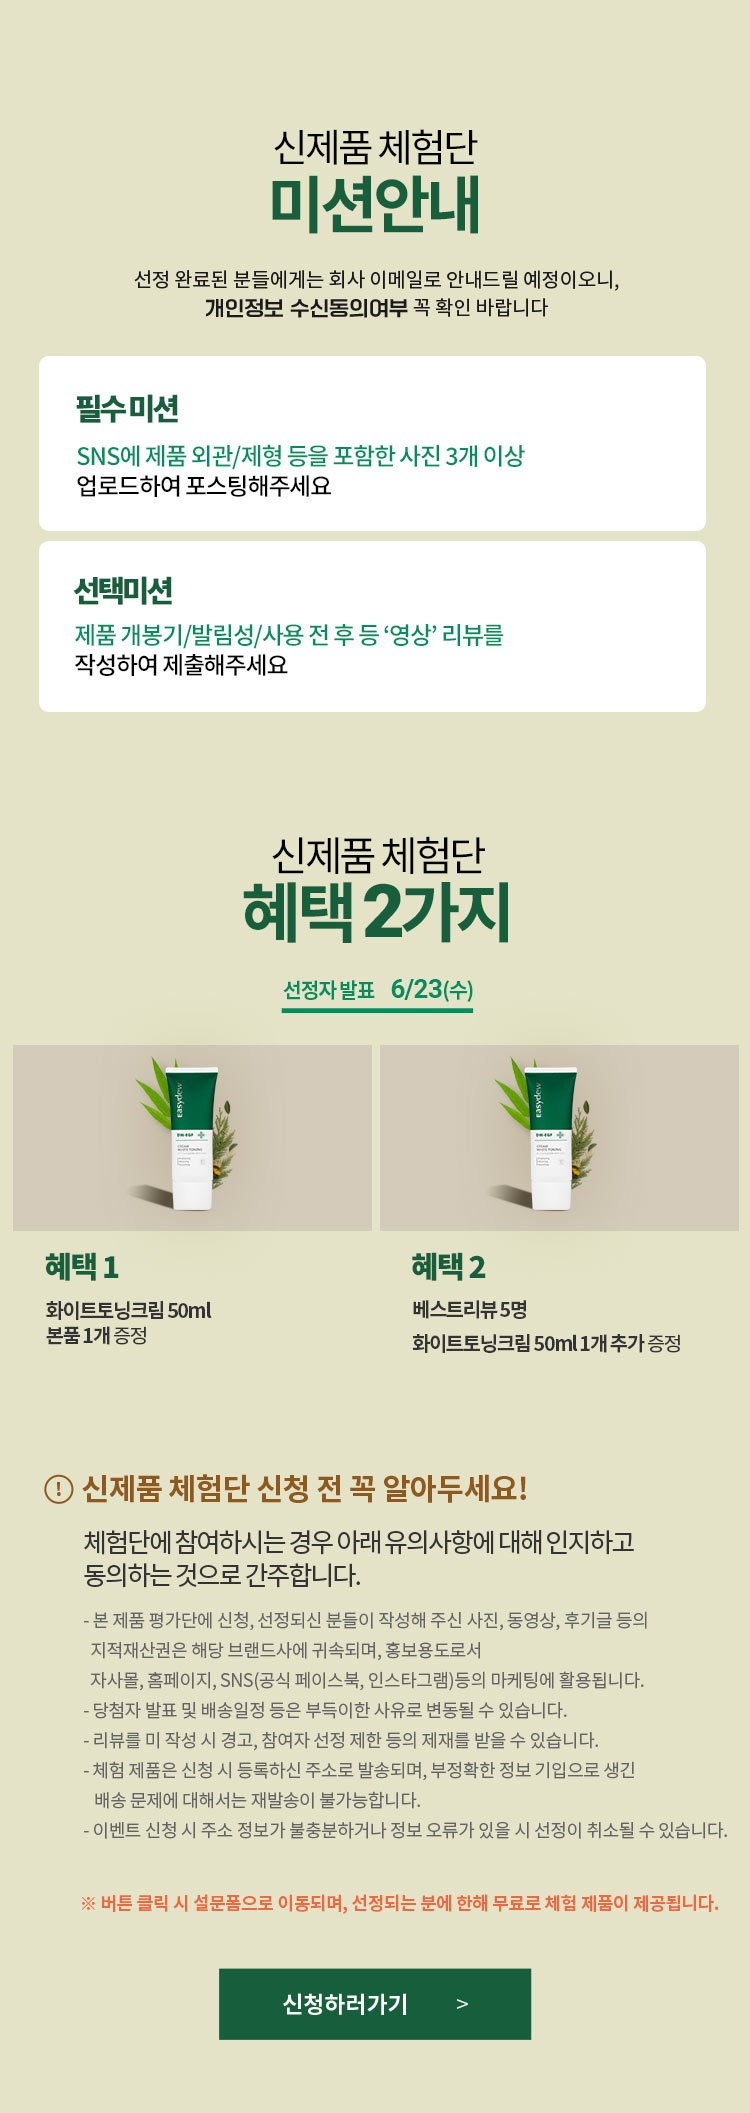 신제품 체험단
미션안내
선정 완료된 분들에게는 회사 이메일로 안내드릴 예정이오니,
개인정보 수신동의여부 꼭 확인 바랍니다
필수 미션
SNS에 제품 외관/제형 등을 포함한 사진 3개 이상
업로드하여 포스팅해주세요
선택미션
제품 개봉기/발림성/사용 전 후 등 ‘영상’ 리뷰를
작성하여 제출해주세요
신제품 체험단
혜택 2가지
선정자 발표 6/23(수)
easydew
DW-EGF
CREAM
WHITE TONING
easydew
DW-EGF
CREAM
WHITE TONING
혜택 1
화이트토닝크림 50ml
본품 1개 증정
혜택 2
베스트리뷰 5명
화이트토닝크림 50ml 1개 추가 증정
! 신제품 체험단 신청 전 꼭 알아두세요!
체험단에 참여하시는 경우 아래 유의사항에 대해 인지하고
동의하는 것으로 간주합니다.
- 본 제품 평가단에 신청, 선정되신 분들이 작성해 주신 사진, 동영상, 후기글 등의
지적재산권은 해당 브랜드사에 귀속되며, 홍보용도로서
자사몰, 홈페이지, SNS(공식 페이스북, 인스타그램)등의 마케팅에 활용됩니다.
- 당첨자 발표 및 배송일정 등은 부득이한 사유로 변동될 수 있습니다.
- 리뷰를 미 작성 시 경고, 참여자 선정 제한 등의 제재를 받을 수 있습니다.
- 체험 제품은 신청 시 등록하신 주소로 발송되며, 부정확한 정보 기입으로 생긴
배송 문제에 대해서는 재발송이 불가능합니다.
- 이벤트 신청 시 주소 정보가 불충분하거나 정보 오류가 있을 시 선정이 취소될 수 있습니다.
※ 버튼 클릭 시 설문폼으로 이동되며, 선정되는 분에 한해 무료로 체험 제품이 제공됩니다.
신청하러가기 >